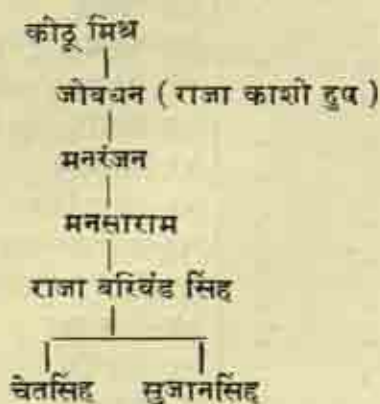 कीठू मिश्र
जोवधन ( राजा काशी हुए )
मनरंजन
मनसाराम
राजा बरिवंड सिंह
चेतसिंह सुजानसिंह